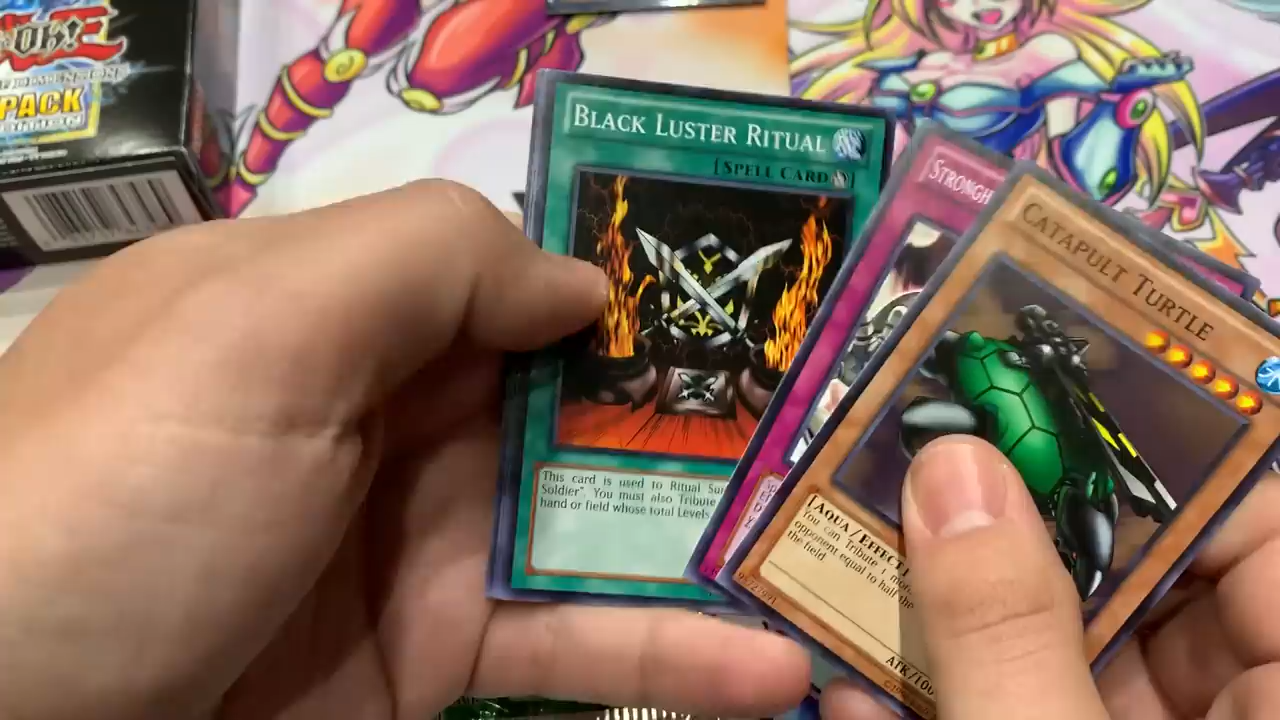 PACK
BLACK LUSTER RITUAL
[SPELL CARD
This card is used to Ritual
Soldier". You must also Tribute
hand or field whose total Levels
STRONGH
CATAPULT TURTLE
[AQUA/EFFECT]
You can Tribute 1
opponent equal to half the
the field.
ATK/100